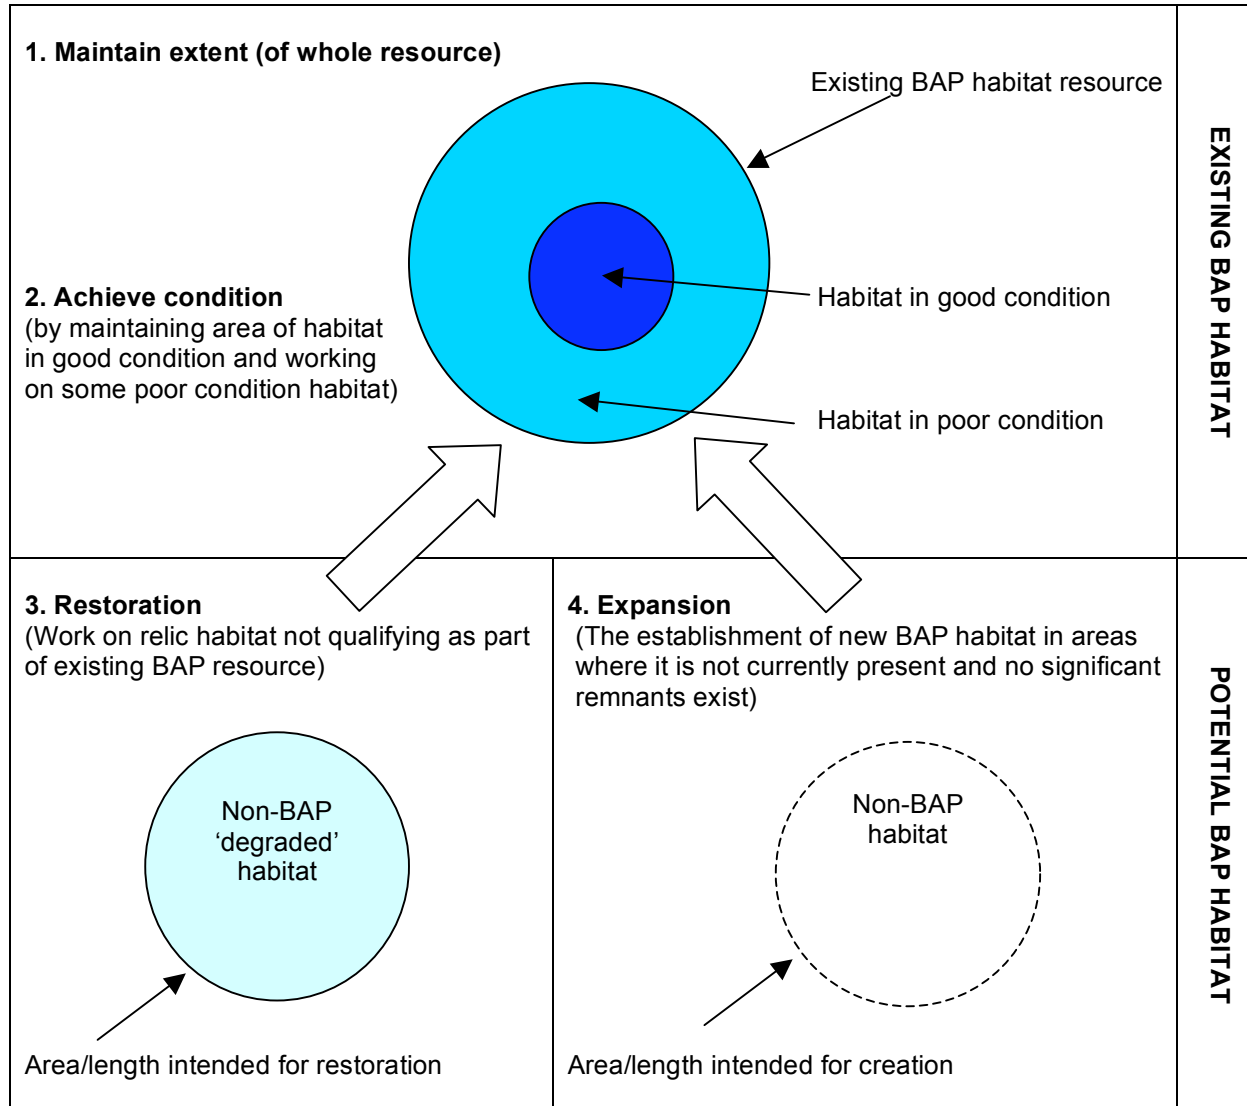 1. Maintain extent (of whole resource)
Existing BAP habitat resource
2. Achieve condition
(by maintaining area of habitat
in good condition and working
on some poor condition habitat)
Habitat in good condition
Habitat in poor condition
EXISTING BAP HABITAT
3. Restoration
(Work on relic habitat not qualifying as part
of existing BAP resource)
Non-BAP
‘degraded’
habitat
Area/length intended for restoration
4. Expansion
(The establishment of new BAP habitat in areas
where it is not currently present and no significant
remnants exist)
Non-BAP
habitat
Area/length intended for creation
POTENTIAL BAP HABITAT